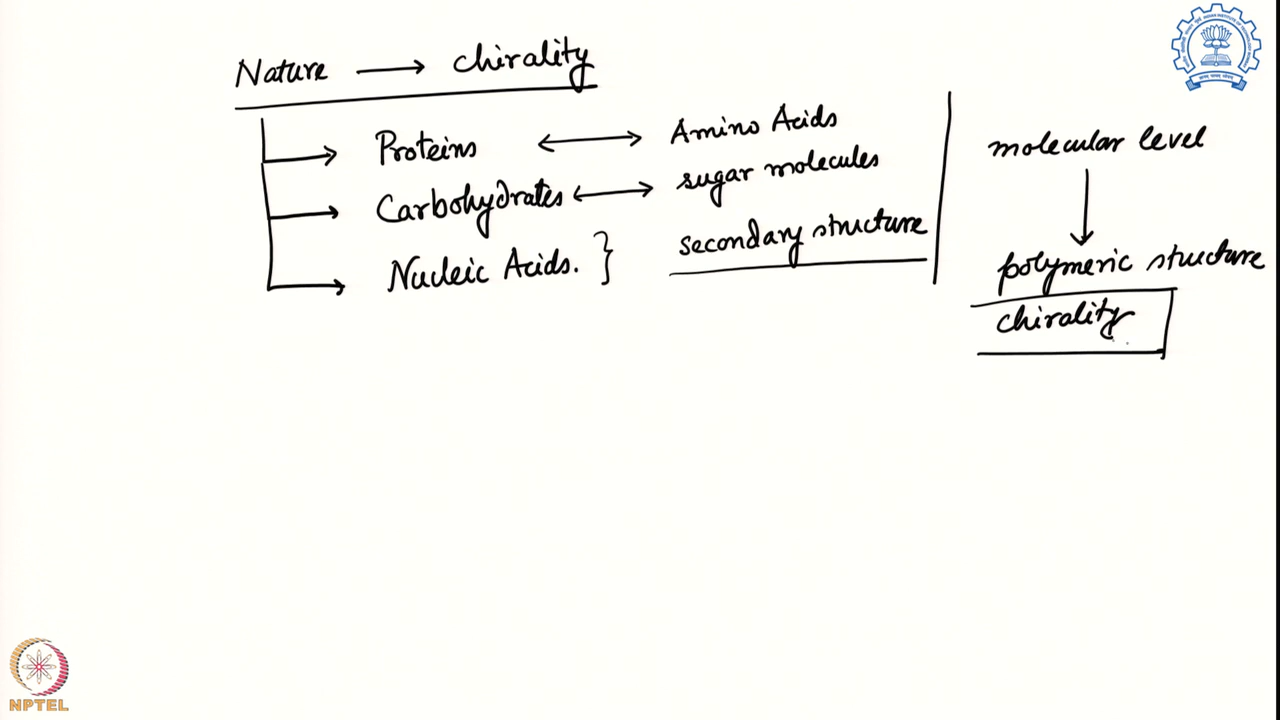 Nature → chirality
Proteins ↔ Amino Acids
Carbohydrates ↔ sugar molecules
Nucleic Acids. } secondary structure
molecular level
polymeric structure
chirality
NPTEL